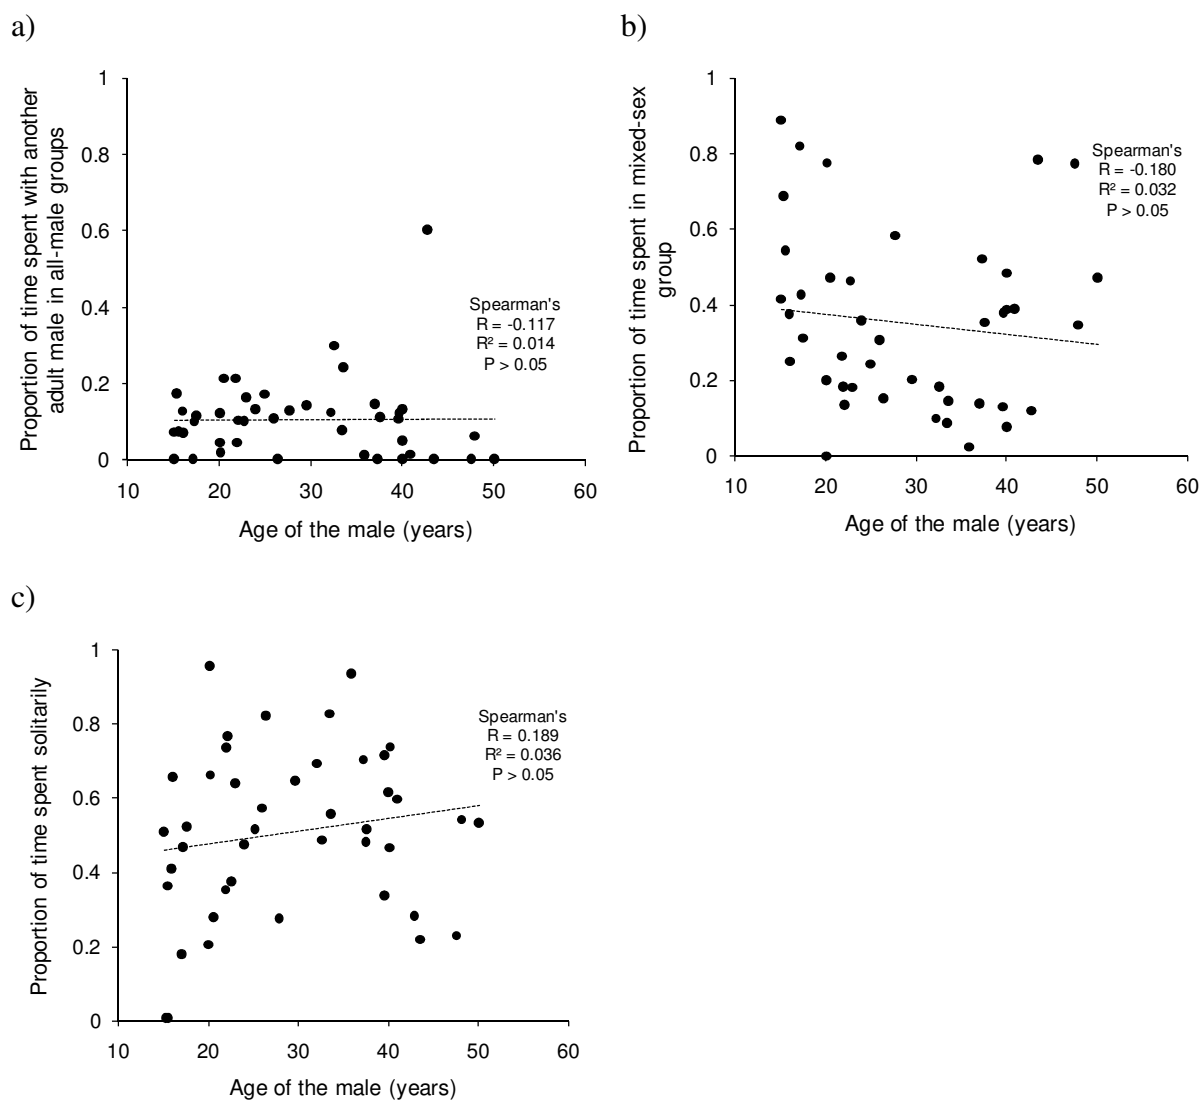 a)
Proportion of time spent with another
adult male in all-male groups
1
0.8
0.6
0.4
0.2
0
10 20 30 40 50 60
Age of the male (years)
Spearman's
R = -0.117
R² = 0.014
P > 0.05
b)
Proportion of time spent in mixed-sex
group
1
0.8
0.6
0.4
0.2
0
10 20 30 40 50 60
Age of the male (years)
Spearman's
R = -0.180
R² = 0.032
P > 0.05
c)
Proportion of time spent solitarily
1
0.8
0.6
0.4
0.2
0
10 20 30 40 50 60
Age of the male (years)
Spearman's
R = 0.189
R² = 0.036
P > 0.05